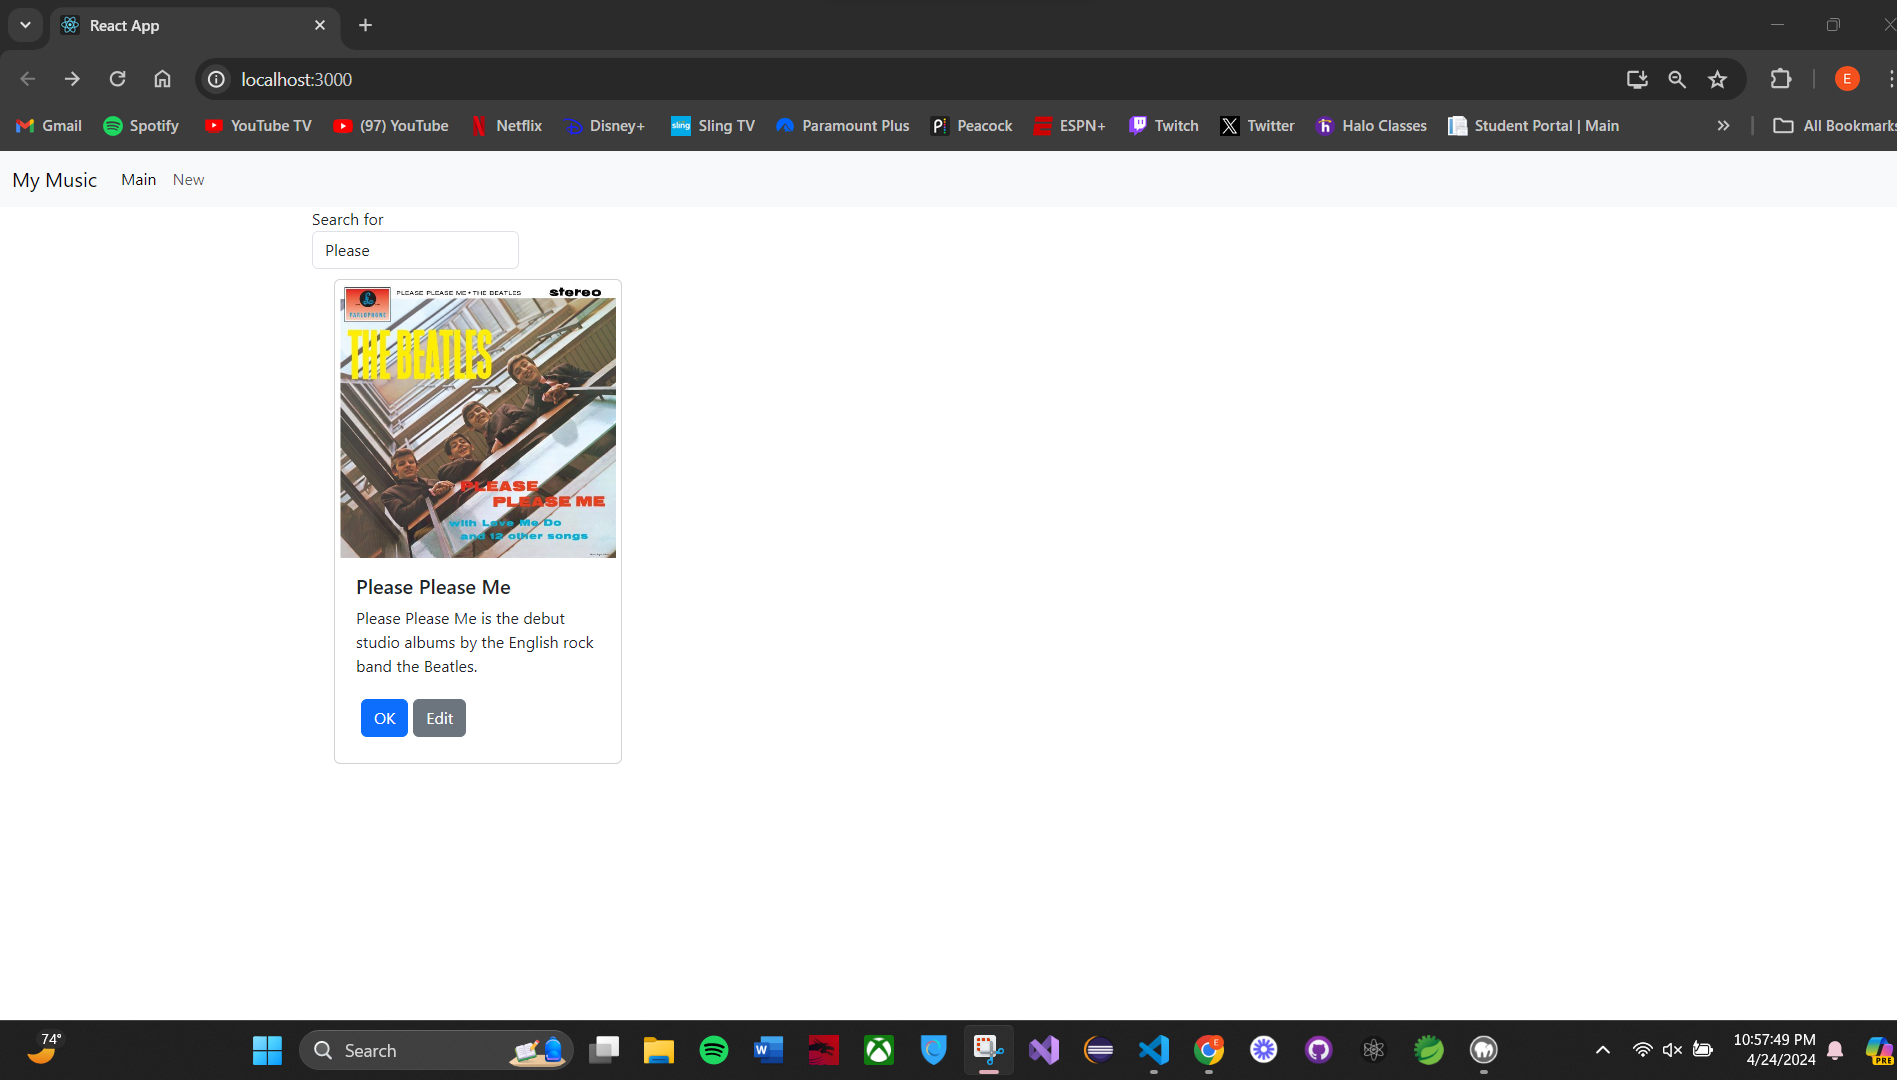 React App
localhost:3000
E
Gmail Spotify YouTube TV (97) YouTube Netflix Disney+ sling Sling TV Paramount Plus Peacock ESPN+ Twitch Twitter Halo Classes Student Portal | Main » All Bookmarks
My Music Main New
Search for
Please
PLEASE PLEASE ME • THE BEATLES stereo
PARLOPHONE
THE BEATLES
PLEASE
PLEASE ME
with Love Me Do
and 12 other songs
Please Please Me
Please Please Me is the debut
studio albums by the English rock
band the Beatles.
OK Edit
74°
Search
10:57:49 PM
4/24/2024
PRE